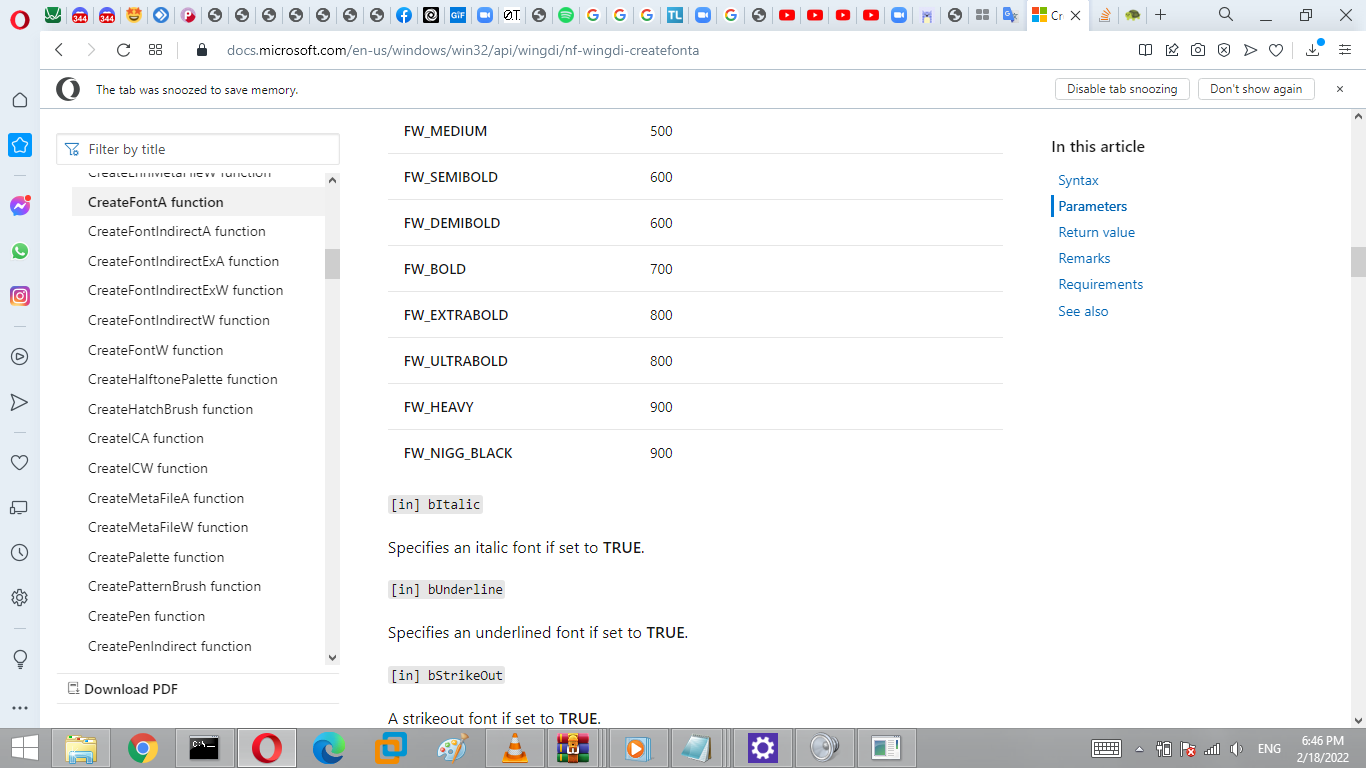 344
344
GIF
ØT.
TL
Cr
docs.microsoft.com/en-us/windows/win32/api/wingdi/nf-wingdi-createfonta
The tab was snoozed to save memory.
Disable tab snoozing
Don't show again
Filter by title
CreateEnhMetaFileW function
CreateFontA function
CreateFontIndirectA function
CreateFontIndirectExA function
CreateFontIndirectExW function
CreateFontIndirectW function
CreateFontW function
CreateHalftonePalette function
CreateHatchBrush function
CreateICA function
CreateICW function
CreateMetaFileA function
CreateMetaFileW function
CreatePalette function
CreatePatternBrush function
CreatePen function
CreatePenIndirect function
Download PDF
FW_MEDIUM 500
FW_SEMIBOLD 600
FW_DEMIBOLD 600
FW_BOLD 700
FW_EXTRABOLD 800
FW_ULTRABOLD 800
FW_HEAVY 900
FW_NIGG_BLACK 900
[in] bItalic
Specifies an italic font if set to TRUE.
[in] bUnderline
Specifies an underlined font if set to TRUE.
[in] bStrikeOut
A strikeout font if set to TRUE.
In this article
Syntax
Parameters
Return value
Remarks
Requirements
See also
ENG
6:46 PM
2/18/2022